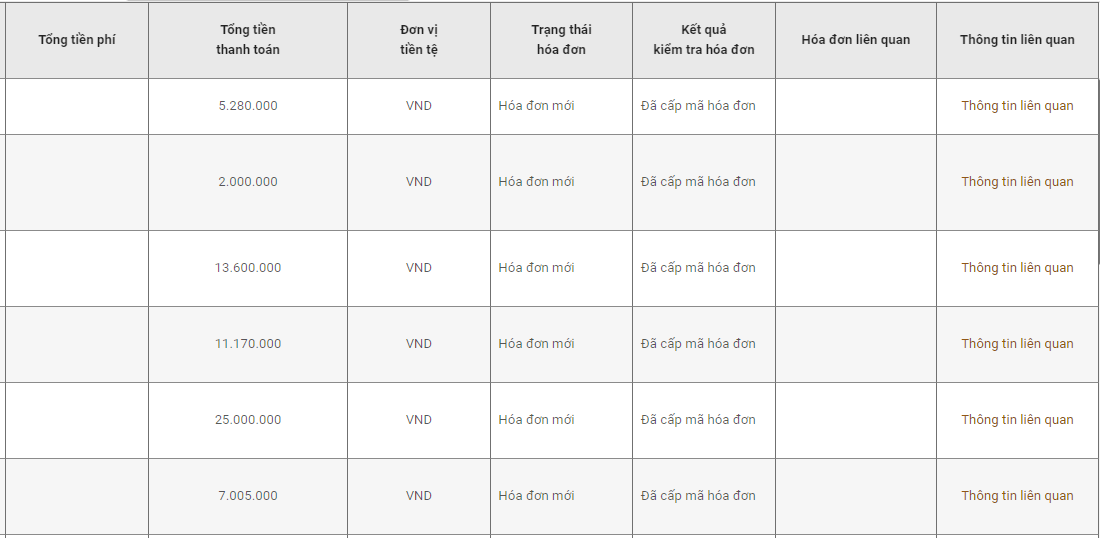 Tổng tiền phí
Tổng tiền
thanh toán
Đơn vị
tiền tệ
Trạng thái
hóa đơn
Kết quả
kiểm tra hóa đơn
Hóa đơn liên quan
Thông tin liên quan
5.280.000 VND Hóa đơn mới Đã cấp mã hóa đơn Thông tin liên quan
2.000.000 VND Hóa đơn mới Đã cấp mã hóa đơn Thông tin liên quan
13.600.000 VND Hóa đơn mới Đã cấp mã hóa đơn Thông tin liên quan
11.170.000 VND Hóa đơn mới Đã cấp mã hóa đơn Thông tin liên quan
25.000.000 VND Hóa đơn mới Đã cấp mã hóa đơn Thông tin liên quan
7.005.000 VND Hóa đơn mới Đã cấp mã hóa đơn Thông tin liên quan